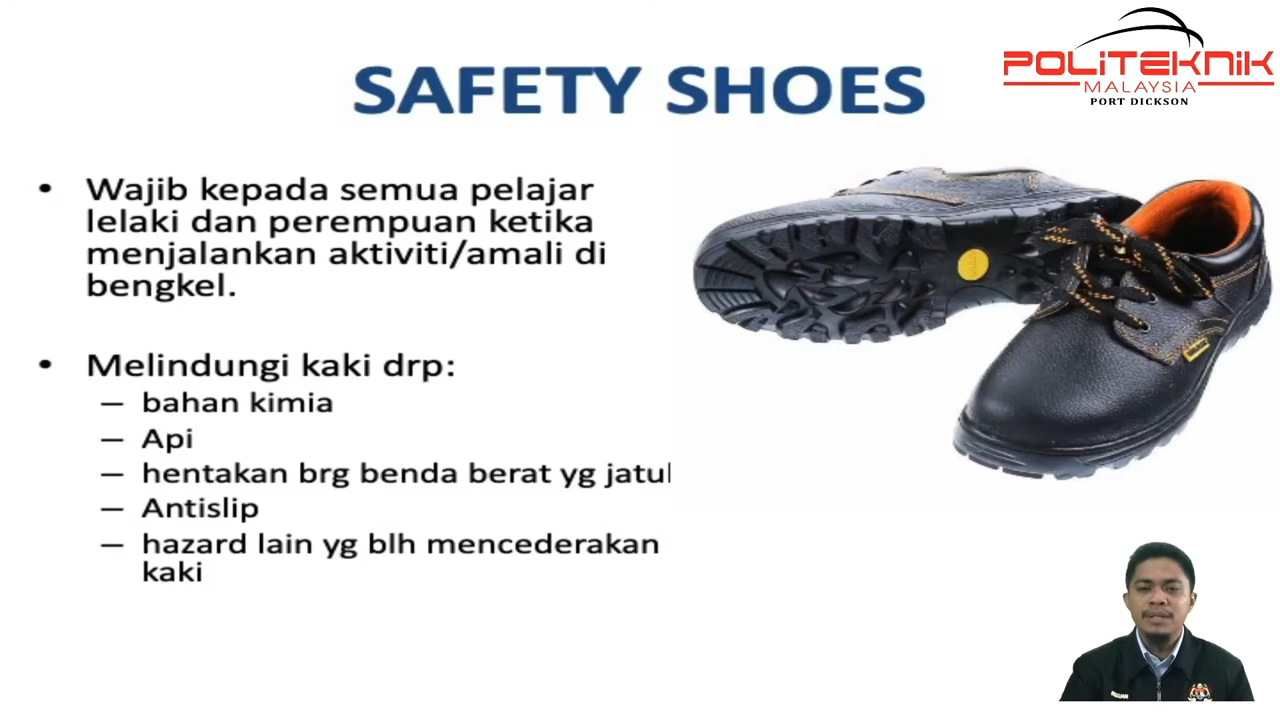 POLITEKNIK
MALAYSIA
PORT DICKSON
SAFETY SHOES
• Wajib kepada semua pelajar
lelaki dan perempuan ketika
menjalankan aktiviti/amali di
bengkel.
• Melindungi kaki drp:
– bahan kimia
– Api
– hentakan brg benda berat yg
– Antislip
– hazard lain yg blh mencederakan
kaki